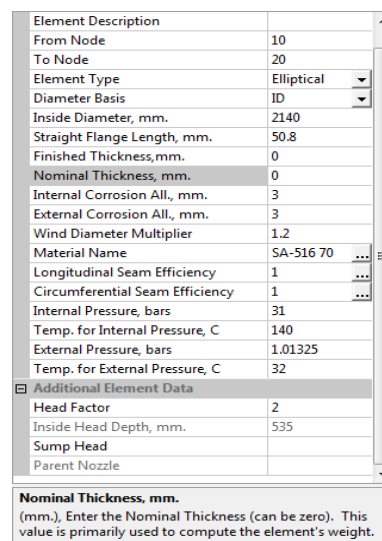 Element Description
From Node 10
To Node 20
Element Type Elliptical
Diameter Basis ID
Inside Diameter, mm. 2140
Straight Flange Length, mm. 50.8
Finished Thickness,mm. 0
Nominal Thickness, mm. 0
Internal Corrosion All., mm. 3
External Corrosion All., mm. 3
Wind Diameter Multiplier 1.2
Material Name SA-516 70 ...
Longitudinal Seam Efficiency 1 ...
Circumferential Seam Efficiency 1 ...
Internal Pressure, bars 31
Temp. for Internal Pressure, C 140
External Pressure, bars 1.01325
Temp. for External Pressure, C 32
Additional Element Data
Head Factor 2
Inside Head Depth, mm. 535
Sump Head
Parent Nozzle
Nominal Thickness, mm.
(mm.), Enter the Nominal Thickness (can be zero). This
value is primarily used to compute the element's weight.